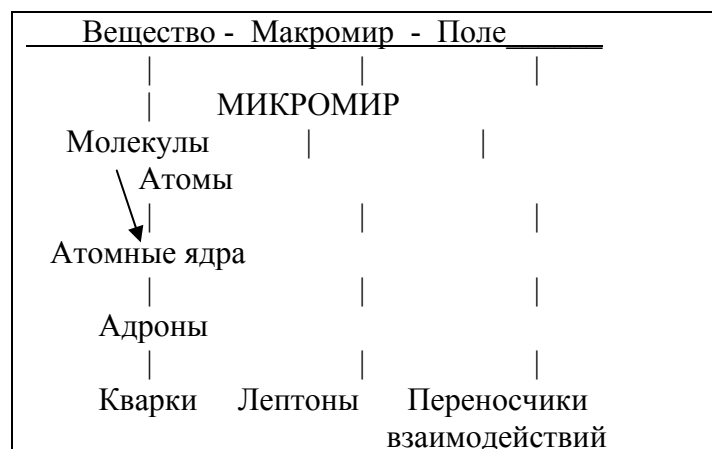 Вещество - Макромир - Поле
МИКРОМИР
Молекулы
Атомы
Атомные ядра
Адроны
Кварки Лептоны Переносчики
взаимодействий